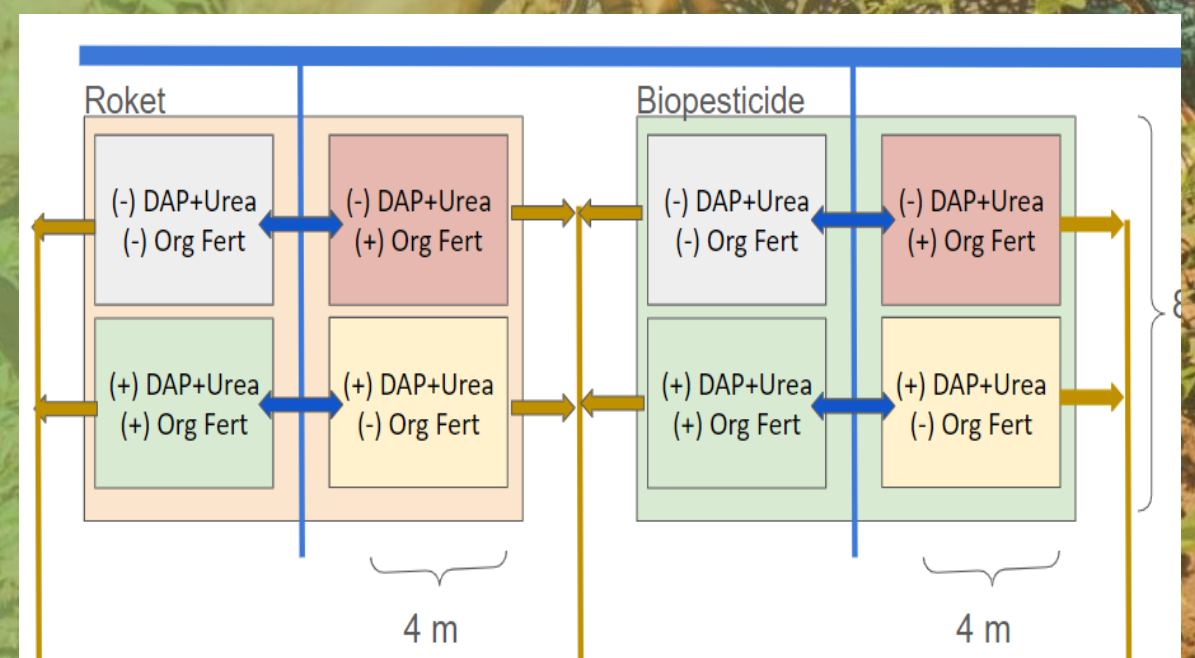 Roket
Biopesticide
(-) DAP+Urea
(-) Org Fert
(-) DAP+Urea
(+) Org Fert
(-) DAP+Urea
(-) Org Fert
(-) DAP+Urea
(+) Org Fert
(+) DAP+Urea
(+) Org Fert
(+) DAP+Urea
(-) Org Fert
(+) DAP+Urea
(+) Org Fert
(+) DAP+Urea
(-) Org Fert
4 m
4 m